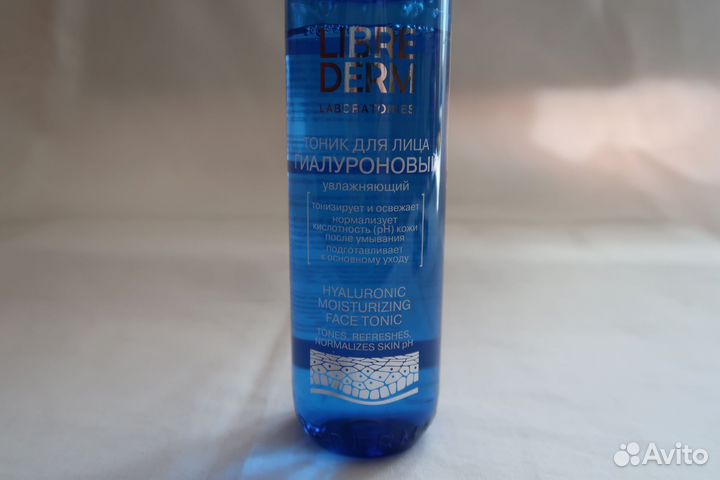 LIBRE
DERM
LABORATORIES
ТОНИК ДЛЯ ЛИЦА
ГИАЛУРОНОВЫЙ
увлажняющий
тонизирует и освежает
нормализует
кислотность (pH) кожи
после умывания
подготавливает
к основному уходу
HYALURONIC
MOISTURIZING
FACE TONIC
TONES, REFRESHES,
NORMALIZES SKIN pH
Avito